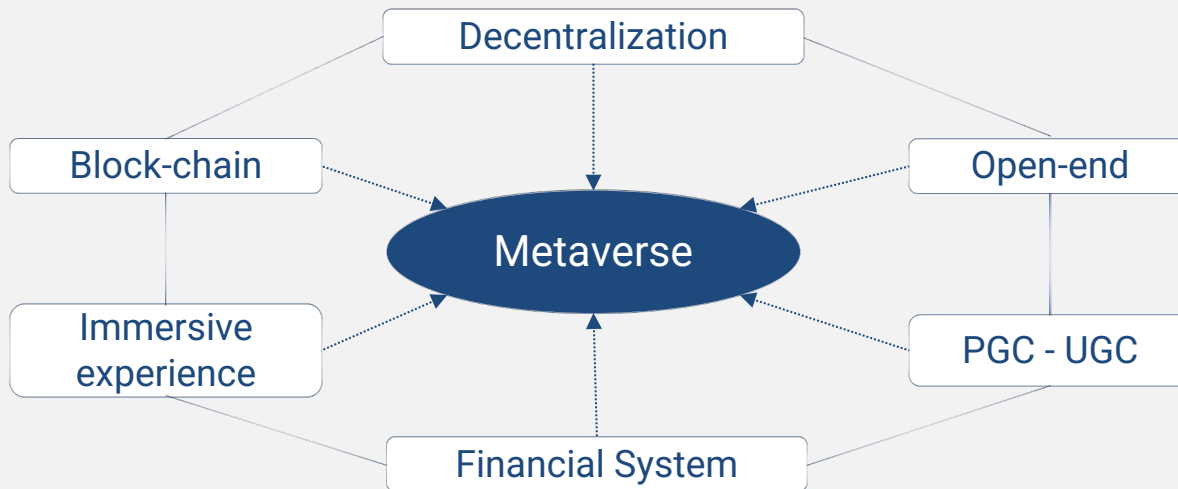 Decentralization
Block-chain
Open-end
Metaverse
Immersive
experience
PGC - UGC
Financial System